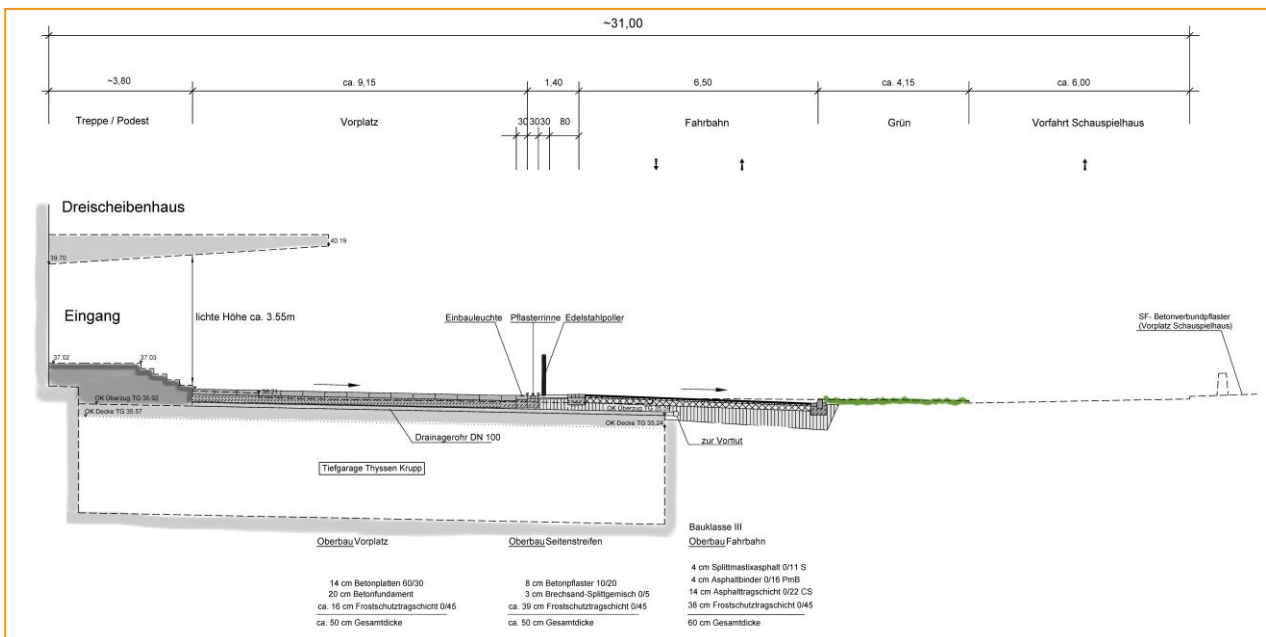 ~31,00
~3,80
ca. 9,15
1,40
6,50
ca. 4,15
ca. 6,00
Treppe / Podest
Vorplatz
30 30 30 80
Fahrbahn
Grün
Vorfahrt Schauspielhaus
Dreischeibenhaus
40.19
39.70
Eingang
lichte Höhe ca. 3.55m
Einbauleuchte
Pflasterrinne
Edelstahlpoller
SF- Betonverbundpflaster
(Vorplatz Schauspielhaus)
37.02
37.03
OK Überzug TG 35.92
OK Überzug TG
OK Decke TG 35.57
OK Decke TG 35.24
Drainagerohr DN 100
zur Vorflut
Tiefgarage Thyssen Krupp
Oberbau Vorplatz
14 cm Betonplatten 60/30
20 cm Betonfundament
ca. 16 cm Frostschutztragschicht 0/45
ca. 50 cm Gesamtdicke
Oberbau Seitenstreifen
8 cm Betonpflaster 10/20
3 cm Brechsand-Splittgemisch 0/5
ca. 39 cm Frostschutztragschicht 0/45
ca. 50 cm Gesamtdicke
Bauklasse III
Oberbau Fahrbahn
4 cm Splittmastixasphalt 0/11 S
4 cm Asphaltbinder 0/16 PmB
14 cm Asphalttragschicht 0/22 CS
38 cm Frostschutztragschicht 0/45
60 cm Gesamtdicke